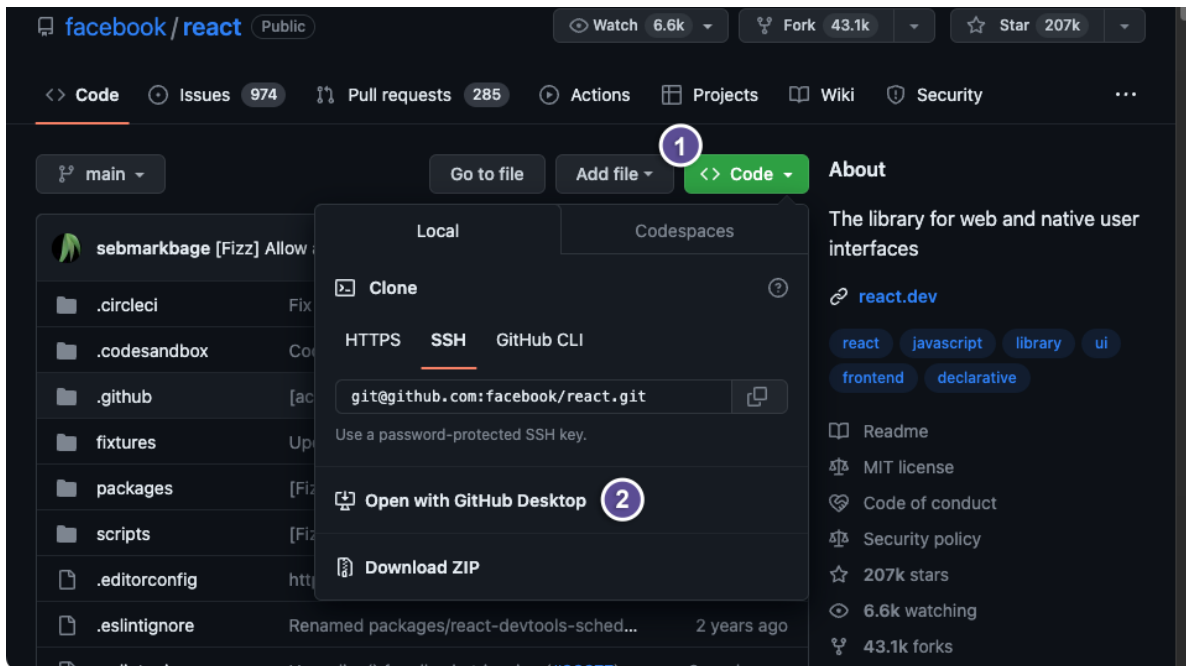 facebook / react Public Watch 6.6k Fork 43.1k Star 207k
Code Issues 974 Pull requests 285 Actions Projects Wiki Security ...
1
main Go to file Add file Code
Local Codespaces
sebmarkbage [Fizz] Allow
Clone
.circleci Fix
HTTPS SSH GitHub CLI
.codesandbox
git@github.com:facebook/react.git
.github
Use a password-protected SSH key.
fixtures
packages
Open with GitHub Desktop 2
scripts
Download ZIP
.editorconfig
.eslintignore Renamed packages/react-devtools-sched... 2 years ago
About
The library for web and native user
interfaces
react.dev
react javascript library ui
frontend declarative
Readme
MIT license
Code of conduct
Security policy
207k stars
6.6k watching
43.1k forks